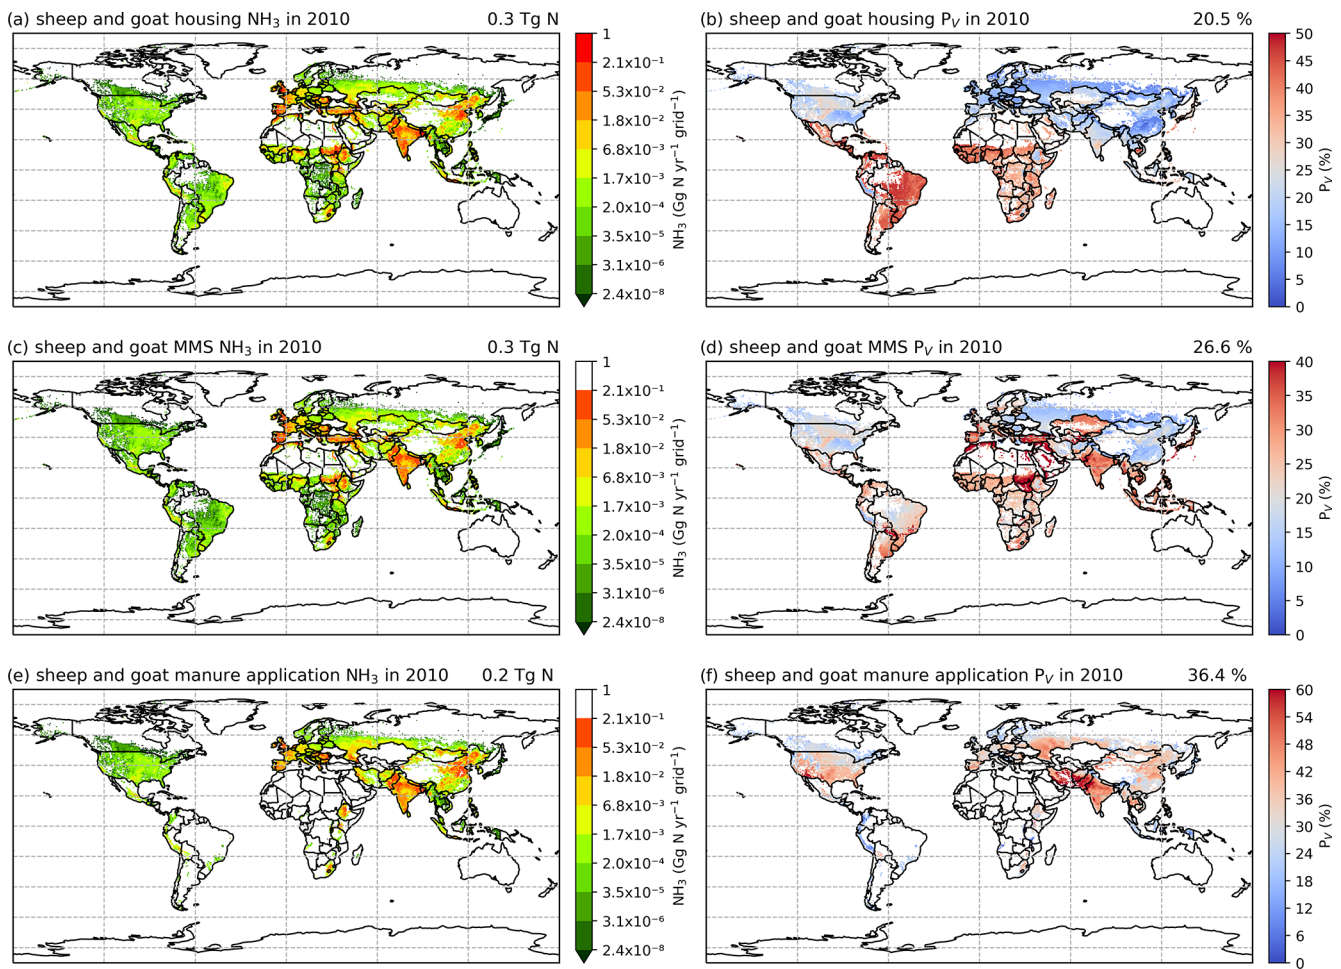 (a) sheep and goat housing NH₃ in 2010 0.3 Tg N
1
2.1x10⁻¹
5.3x10⁻²
1.8x10⁻²
6.8x10⁻³
1.7x10⁻³
2.0x10⁻⁴
3.5x10⁻⁵
3.1x10⁻⁶
2.4x10⁻⁸
NH₃ (Gg N yr⁻¹ grid⁻¹)
(b) sheep and goat housing P_V in 2010 20.5 %
50
45
40
35
30
25
20
15
10
5
0
P_V (%)
(c) sheep and goat MMS NH₃ in 2010 0.3 Tg N
1
2.1x10⁻¹
5.3x10⁻²
1.8x10⁻²
6.8x10⁻³
1.7x10⁻³
2.0x10⁻⁴
3.5x10⁻⁵
3.1x10⁻⁶
2.4x10⁻⁸
NH₃ (Gg N yr⁻¹ grid⁻¹)
(d) sheep and goat MMS P_V in 2010 26.6 %
40
35
30
25
20
15
10
5
0
P_V (%)
(e) sheep and goat manure application NH₃ in 2010 0.2 Tg N
1
2.1x10⁻¹
5.3x10⁻²
1.8x10⁻²
6.8x10⁻³
1.7x10⁻³
2.0x10⁻⁴
3.5x10⁻⁵
3.1x10⁻⁶
2.4x10⁻⁸
NH₃ (Gg N yr⁻¹ grid⁻¹)
(f) sheep and goat manure application P_V in 2010 36.4 %
60
54
48
42
36
30
24
18
12
6
0
P_V (%)